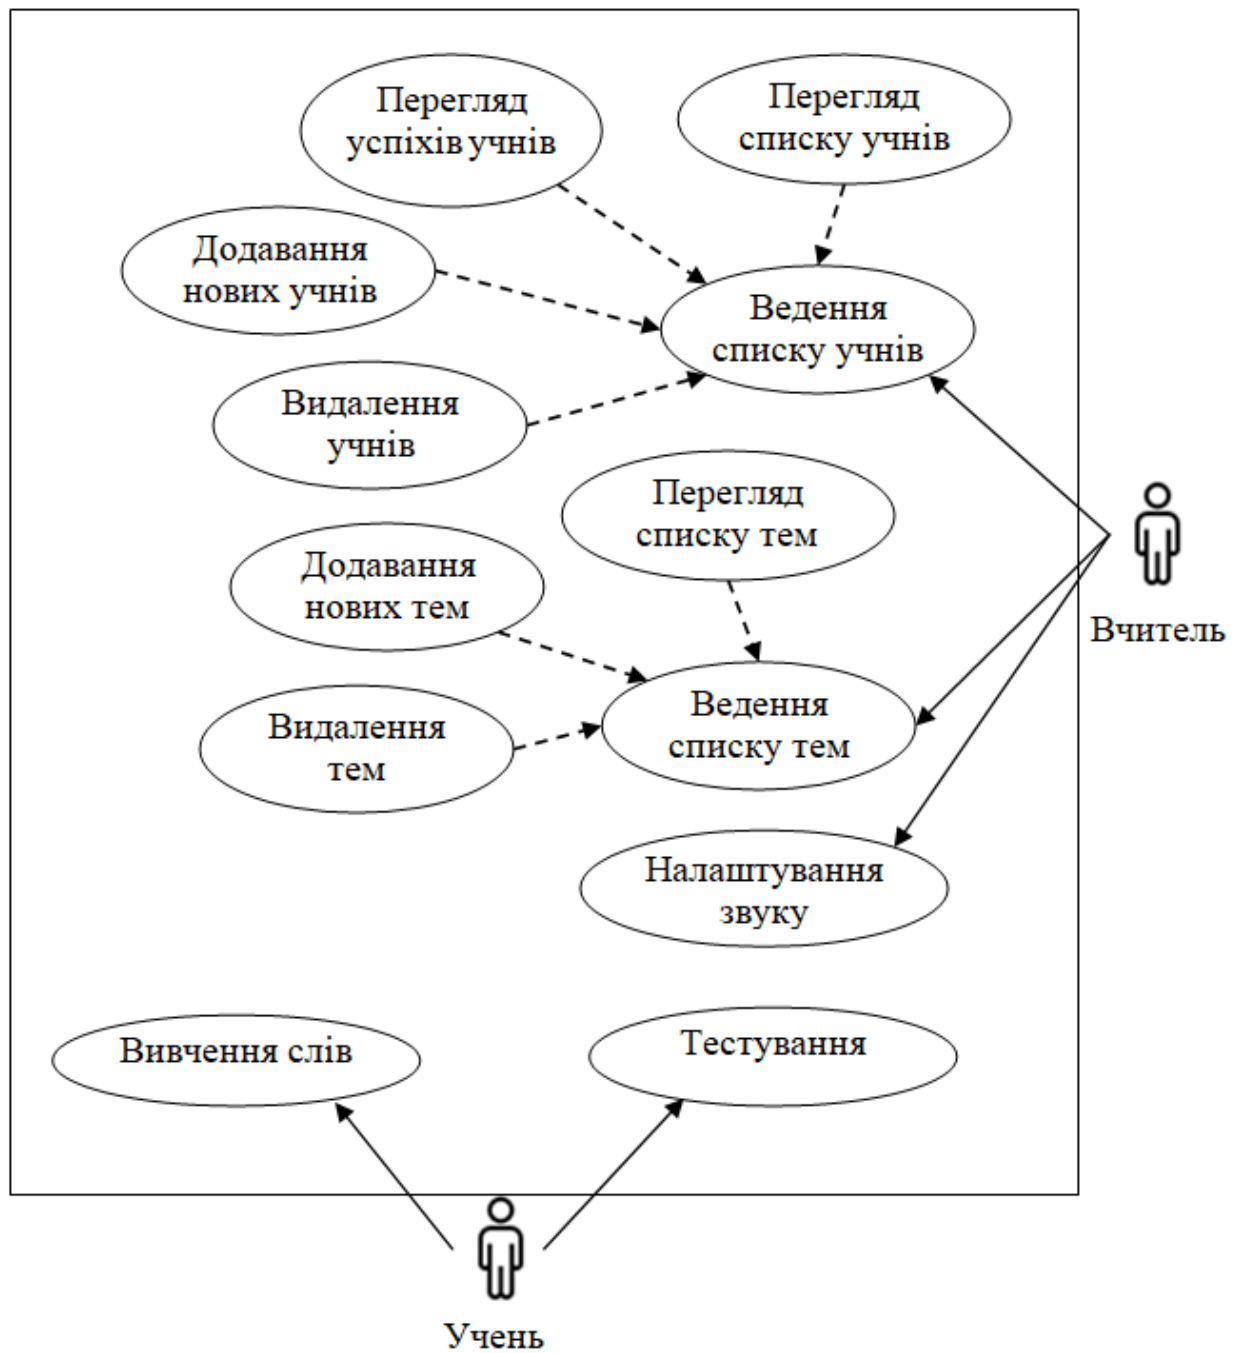 Перегляд
успіхів учнів
Перегляд
списку учнів
Додавання
нових учнів
Ведення
списку учнів
Видалення
учнів
Перегляд
списку тем
Додавання
нових тем
Вчитель
Видалення
тем
Ведення
списку тем
Налаштування
звуку
Вивчення слів
Тестування
Учень